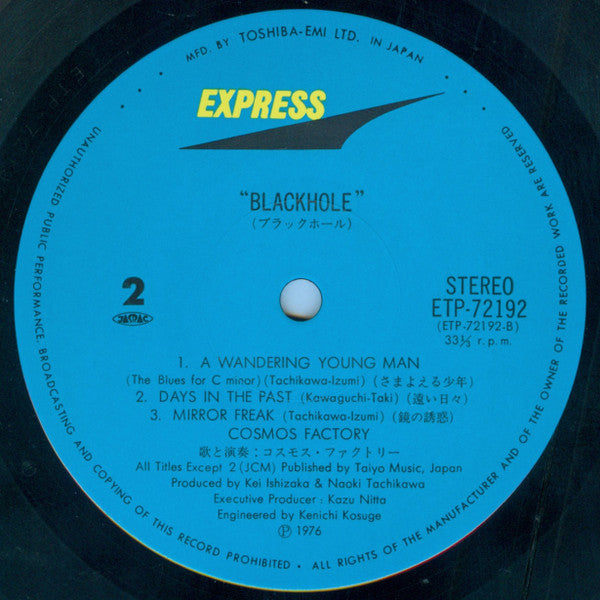 MFD. BY TOSHIBA-EMI LTD. IN JAPAN
EXPRESS
"BLACKHOLE"
(ブラックホール)
2
JASRAC
STEREO
ETP-72192
(ETP-72192-B)
33⅓ r.p.m.
1. A WANDERING YOUNG MAN
(The Blues for C minor) (Tachikawa-Izumi) (さまよえる少年)
2. DAYS IN THE PAST (Kawaguchi-Taki) (遠い日々)
3. MIRROR FREAK (Tachikawa-Izumi) (鏡の誘惑)
COSMOS FACTORY
歌と演奏：コスモス・ファクトリー
All Titles Except 2 (JCM) Published by Taiyo Music, Japan
Produced by Kei Ishizaka & Naoki Tachikawa
Executive Producer : Kazu Nitta
Engineered by Kenichi Kosuge
Ⓟ 1976
UNAUTHORIZED PUBLIC PERFORMANCE, BROADCASTING AND COPYING OF THIS RECORD PROHIBITED • ALL RIGHTS OF THE MANUFACTURER AND OF THE OWNER OF THE RECORDED WORK ARE RESERVED